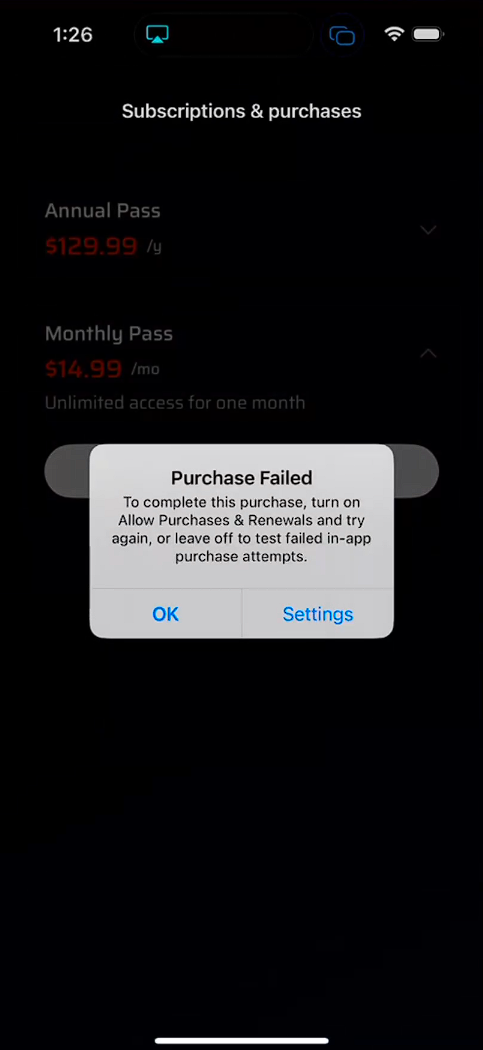 1:26
Subscriptions & purchases
Annual Pass
$129.99 /y
Monthly Pass
$14.99 /mo
Unlimited access for one month
Purchase Failed
To complete this purchase, turn on
Allow Purchases & Renewals and try
again, or leave off to test failed in-app
purchase attempts.
OK
Settings